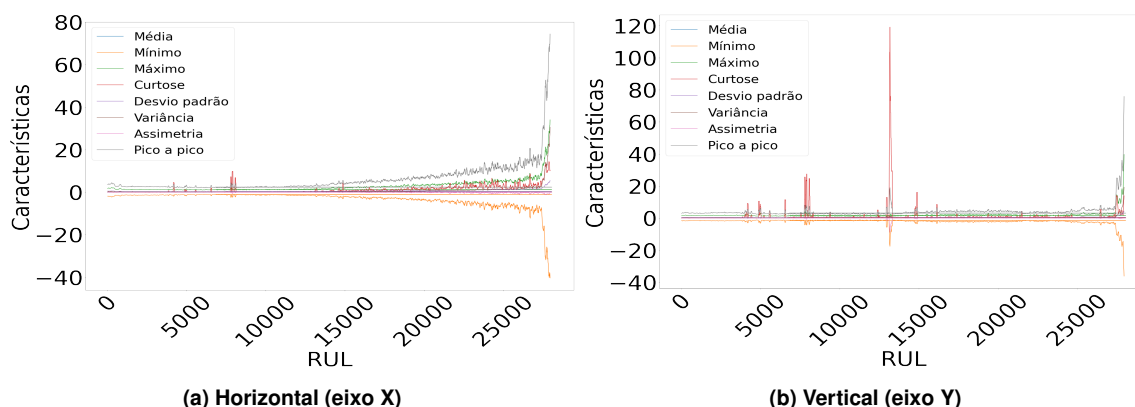 80
60
40
20
0
−20
−40
Características
Média
Mínimo
Máximo
Curtose
Desvio padrão
Variância
Assimetria
Pico a pico
0
5000
10000
15000
20000
25000
RUL
(a) Horizontal (eixo X)
120
100
80
60
40
20
0
−20
−40
Características
Média
Mínimo
Máximo
Curtose
Desvio padrão
Variância
Assimetria
Pico a pico
0
5000
10000
15000
20000
25000
RUL
(b) Vertical (eixo Y)